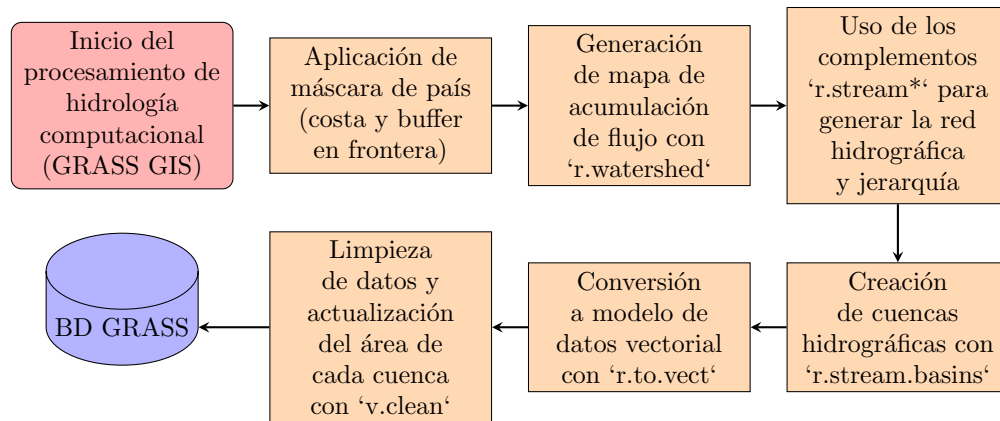 Inicio del
procesamiento de
hidrología
computacional
(GRASS GIS)
Aplicación de
máscara de país
(costa y buffer
en frontera)
Generación
de mapa de
acumulación
de flujo con
‘r.watershed‘
Uso de los
complementos
‘r.stream*‘ para
generar la red
hidrográfica
y jerarquía
Creación
de cuencas
hidrográficas con
‘r.stream.basins‘
Conversión
a modelo de
datos vectorial
con ‘r.to.vect‘
Limpieza
de datos y
actualización
del área de
cada cuenca
con ‘v.clean‘
BD GRASS